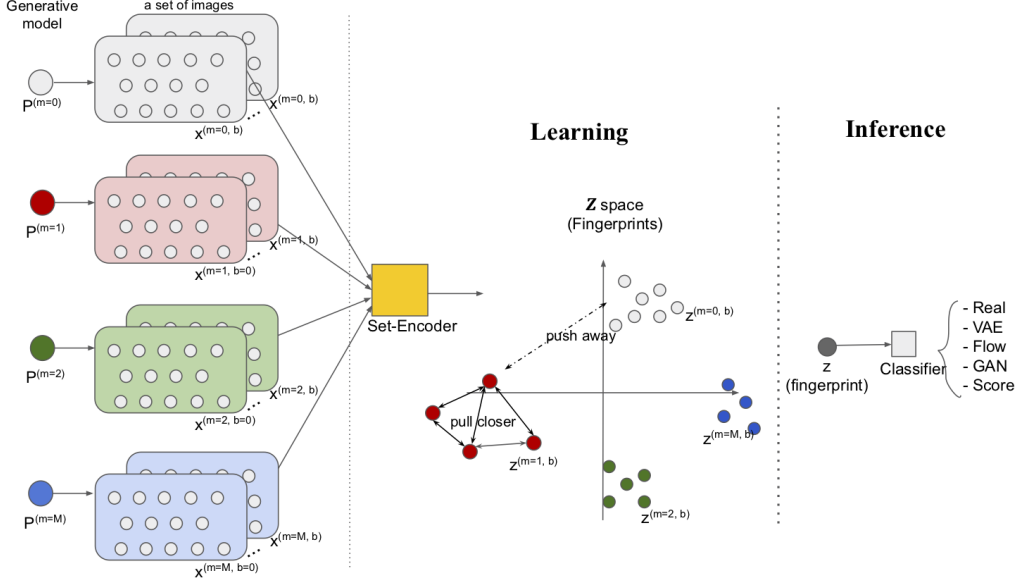 Generative
model
a set of images
P(m=0)
x(m=0, b)
x(m=0, b)
P(m=1)
x(m=1, b)
x(m=1, b=0)
P(m=2)
x(m=2, b)
x(m=2, b=0)
P(m=M)
x(m=M, b)
x(m=M, b=0)
Set-Encoder
Learning
Z space
(Fingerprints)
z(m=0, b)
push away
pull closer
z(m=1, b)
z(m=M, b)
z(m=2, b)
Inference
z
(fingerprint)
Classifier
- Real
- VAE
- Flow
- GAN
- Score